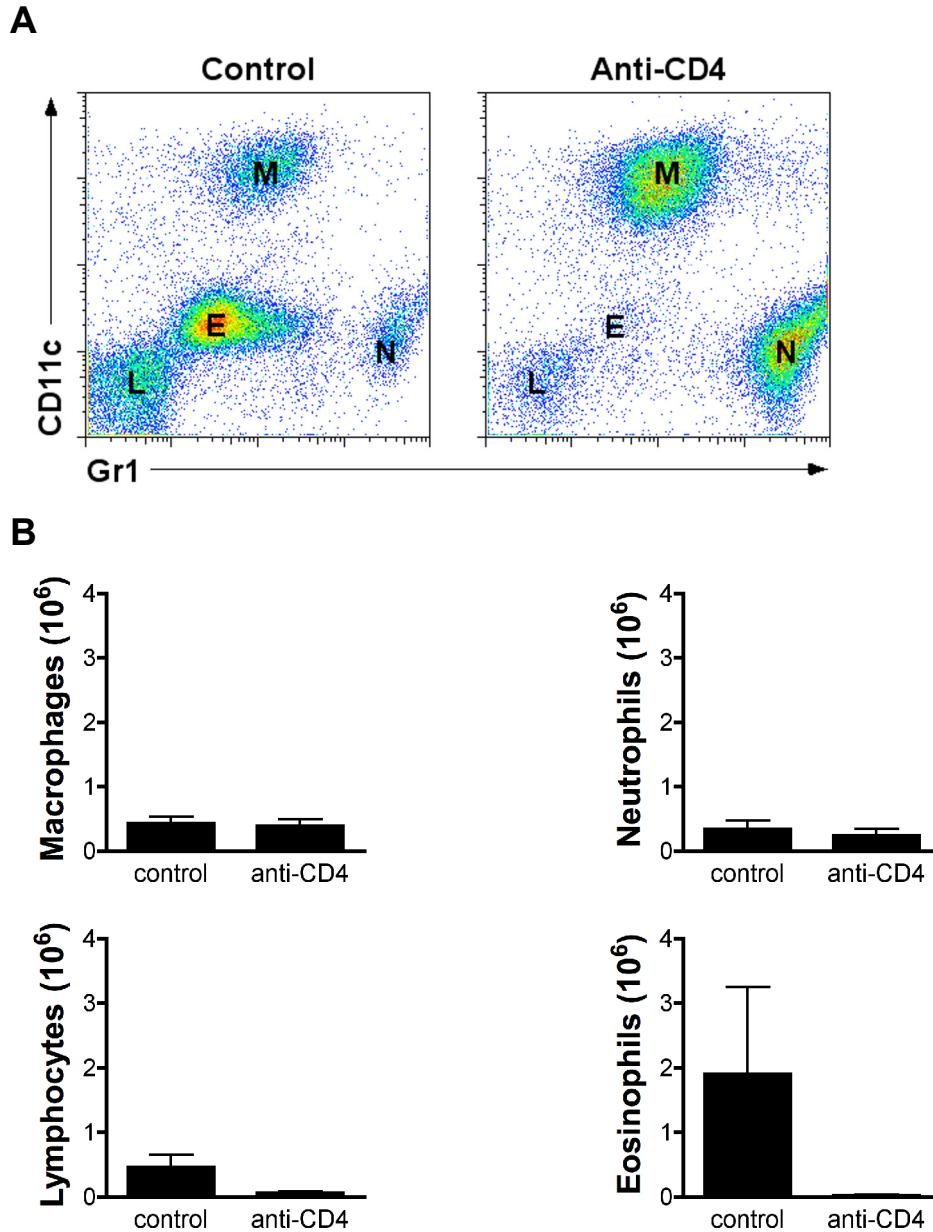 A
Control
Anti-CD4
CD11c
M
E
N
L
M
E
N
L
Gr1
B
Macrophages (10⁶)
4
3
2
1
0
control anti-CD4
Neutrophils (10⁶)
4
3
2
1
0
control anti-CD4
Lymphocytes (10⁶)
4
3
2
1
0
control anti-CD4
Eosinophils (10⁶)
4
3
2
1
0
control anti-CD4